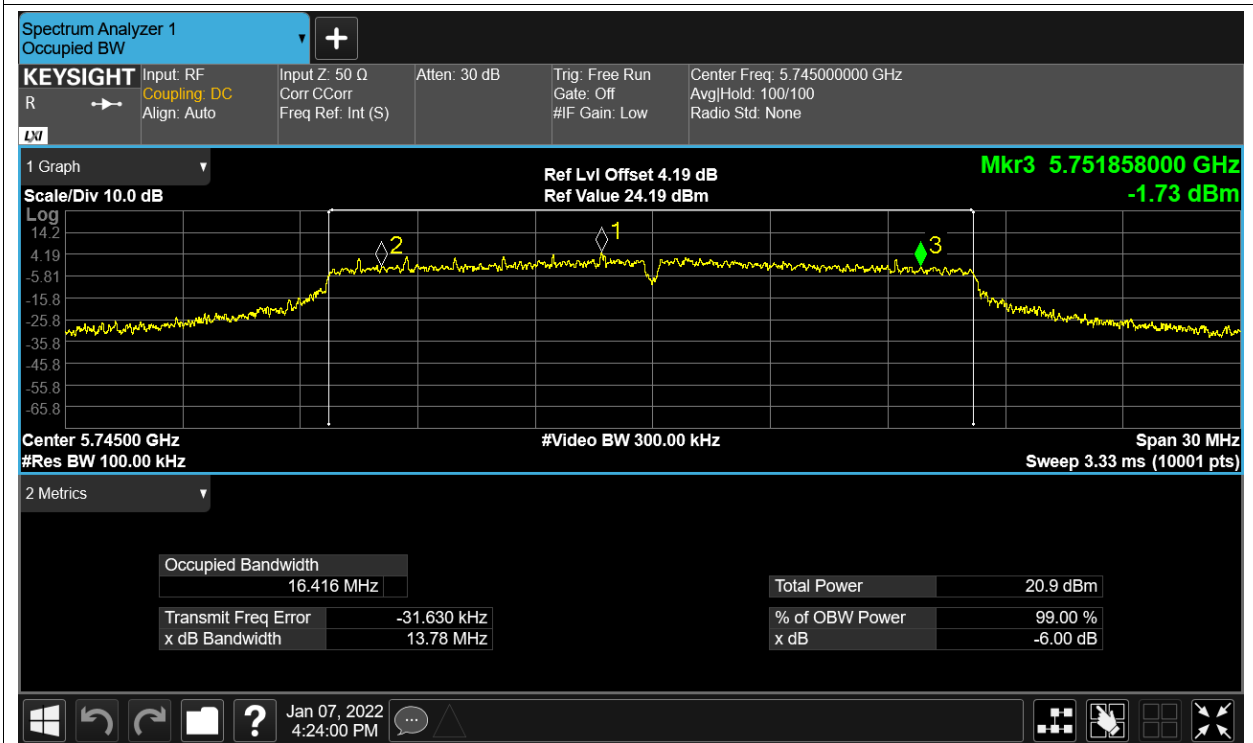 Spectrum Analyzer 1
Occupied BW
KEYSIGHT
R
LXI
Input: RF
Coupling: DC
Align: Auto
Input Z: 50 Ω
Corr CCorr
Freq Ref: Int (S)
Atten: 30 dB
Trig: Free Run
Gate: Off
#IF Gain: Low
Center Freq: 5.745000000 GHz
Avg|Hold: 100/100
Radio Std: None
1 Graph
Scale/Div 10.0 dB
Ref Lvl Offset 4.19 dB
Ref Value 24.19 dBm
Mkr3 5.751858000 GHz
-1.73 dBm
Log
14.2
4.19
-5.81
-15.8
-25.8
-35.8
-45.8
-55.8
-65.8
2
1
3
Center 5.74500 GHz
#Res BW 100.00 kHz
#Video BW 300.00 kHz
Span 30 MHz
Sweep 3.33 ms (10001 pts)
2 Metrics
Occupied Bandwidth
16.416 MHz
Transmit Freq Error -31.630 kHz
x dB Bandwidth 13.78 MHz
Total Power 20.9 dBm
% of OBW Power 99.00 %
x dB -6.00 dB
?
Jan 07, 2022
4:24:00 PM